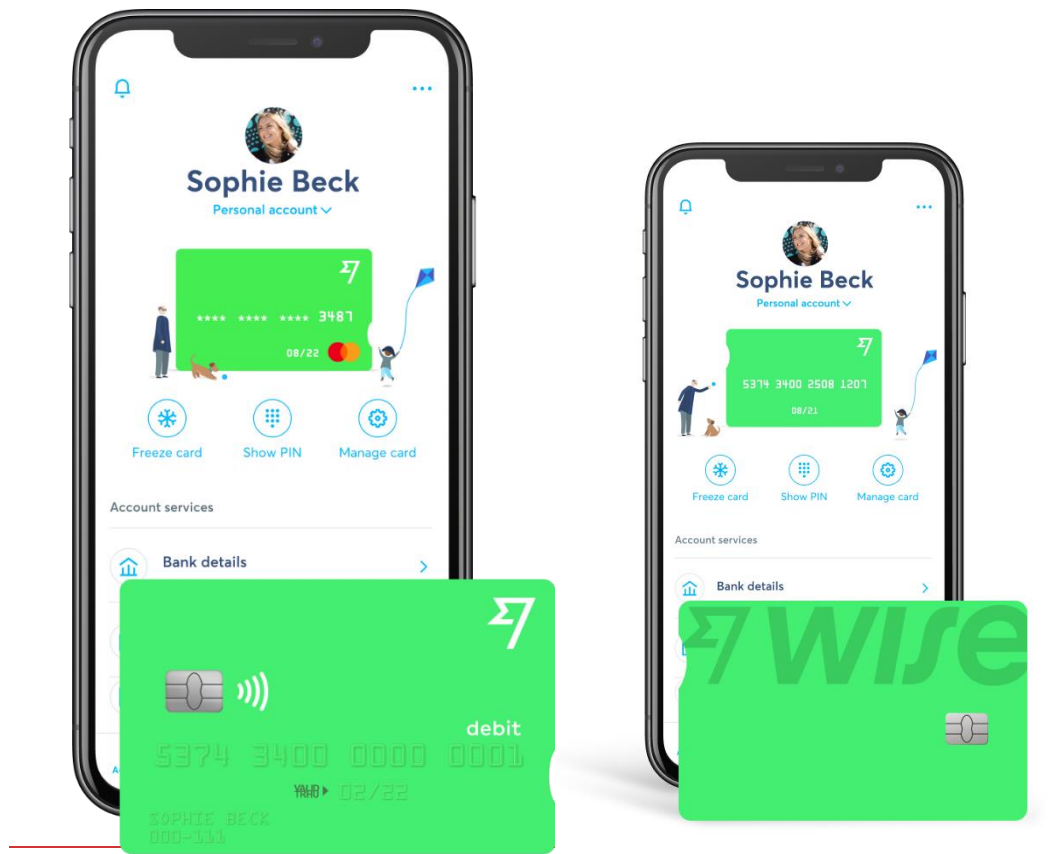 Sophie Beck
Personal account
**** **** **** 3487
08/22
Freeze card Show PIN Manage card
Account services
Bank details
debit
5374 3400 0000 0001
02/22
SOPHIE BECK
000-111
Sophie Beck
Personal account
5374 3400 2508 1207
08/21
Freeze card Show PIN Manage card
Account services
Bank details
wise